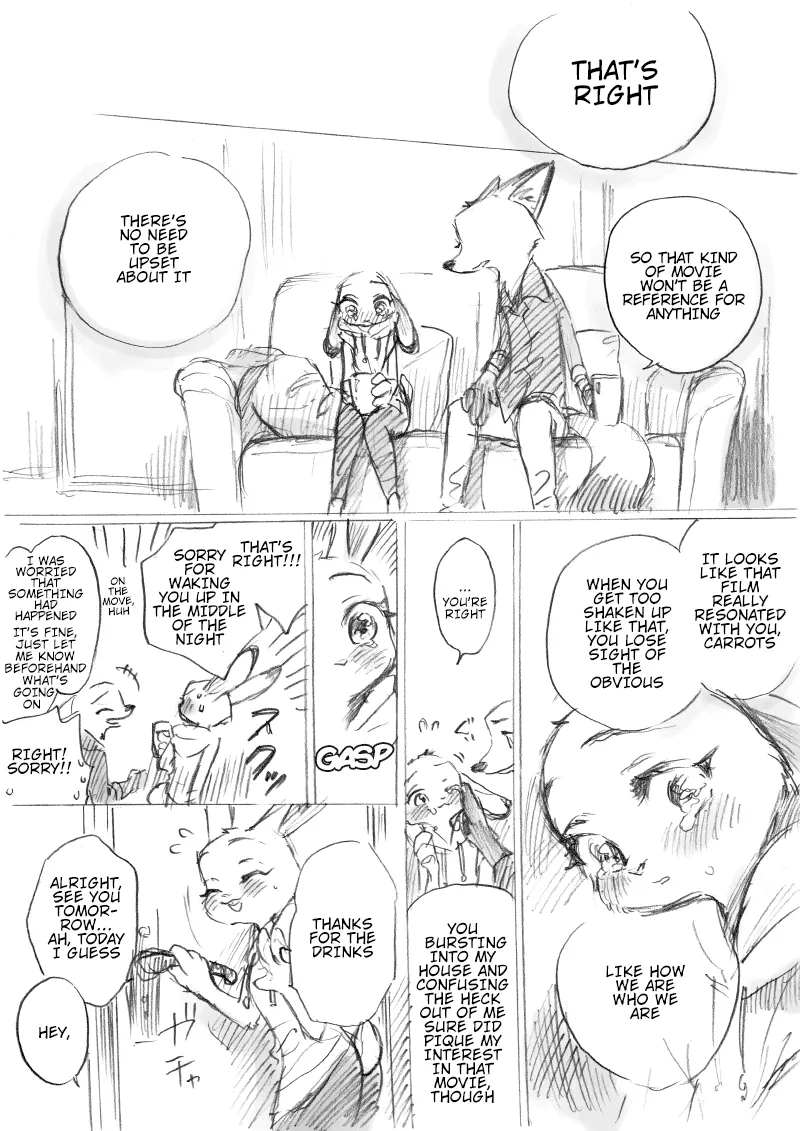 THAT'S
RIGHT
SO THAT KIND
OF MOVIE
WON'T BE A
REFERENCE FOR
ANYTHING
THERE'S
NO NEED
TO BE
UPSET
ABOUT IT
IT LOOKS
LIKE THAT
FILM
REALLY
RESONATED
WITH YOU,
CARROTS
WHEN YOU
GET TOO
SHAKEN UP
LIKE THAT,
YOU LOSE
SIGHT OF
THE
OBVIOUS
LIKE HOW
WE ARE
WHO WE
ARE
...
YOU'RE
RIGHT
YOU
BURSTING
INTO MY
HOUSE AND
CONFUSING
THE HECK
OUT OF ME
SURE DID
PIQUE MY
INTEREST
IN THAT
MOVIE,
THOUGH
GASP
THAT'S
RIGHT!!!
SORRY
FOR
WAKING
YOU UP IN
THE MIDDLE
OF THE
NIGHT
スクッ
ON
THE
MOVE,
HUH
I WAS
WORRIED
THAT
SOMETHING
HAD
HAPPENED
IT'S FINE,
JUST LET
ME KNOW
BEFOREHAND
WHAT'S
GOING
ON
RIGHT!
SORRY!!
THANKS
FOR THE
DRINKS
ガチャ
ALRIGHT,
SEE YOU
TOMOR-
ROW...
AH, TODAY
I GUESS
HEY,